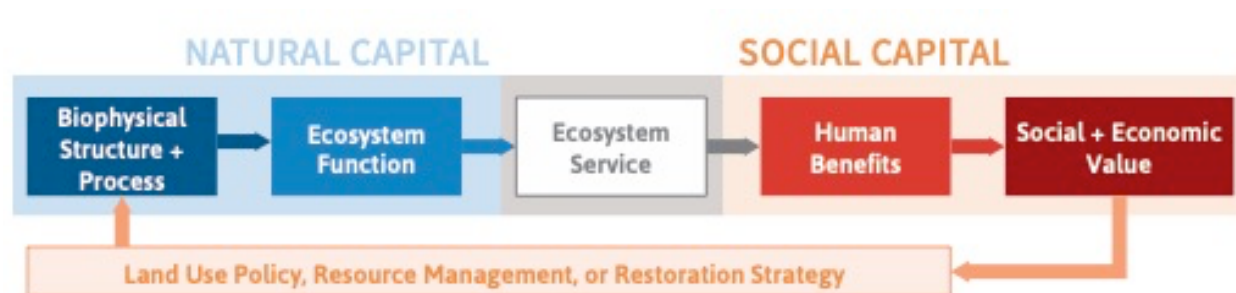 NATURAL CAPITAL
SOCIAL CAPITAL
Biophysical
Structure +
Process
Ecosystem
Function
Ecosystem
Service
Human
Benefits
Social + Economic
Value
Land Use Policy, Resource Management, or Restoration Strategy